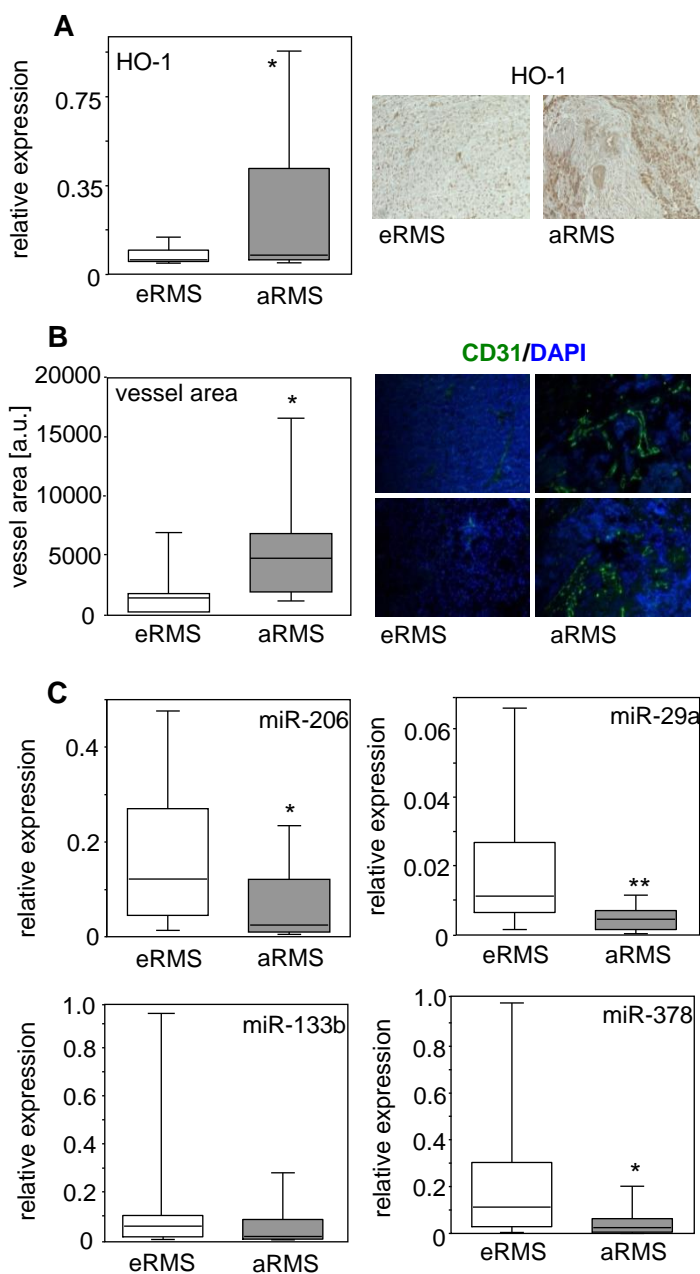 A
HO-1
*
relative expression
0.75
0.35
0
eRMS
aRMS
HO-1
eRMS
aRMS
B
vessel area
*
vessel area [a.u.]
20000
15000
10000
5000
0
eRMS
aRMS
CD31/DAPI
eRMS
aRMS
C
miR-206
*
relative expression
0.4
0.2
0
eRMS
aRMS
miR-29a
**
relative expression
0.06
0.04
0.02
0
eRMS
aRMS
miR-133b
relative expression
1.0
0.8
0.6
0.4
0.2
0
eRMS
aRMS
miR-378
*
relative expression
1.0
0.8
0.6
0.4
0.2
0
eRMS
aRMS